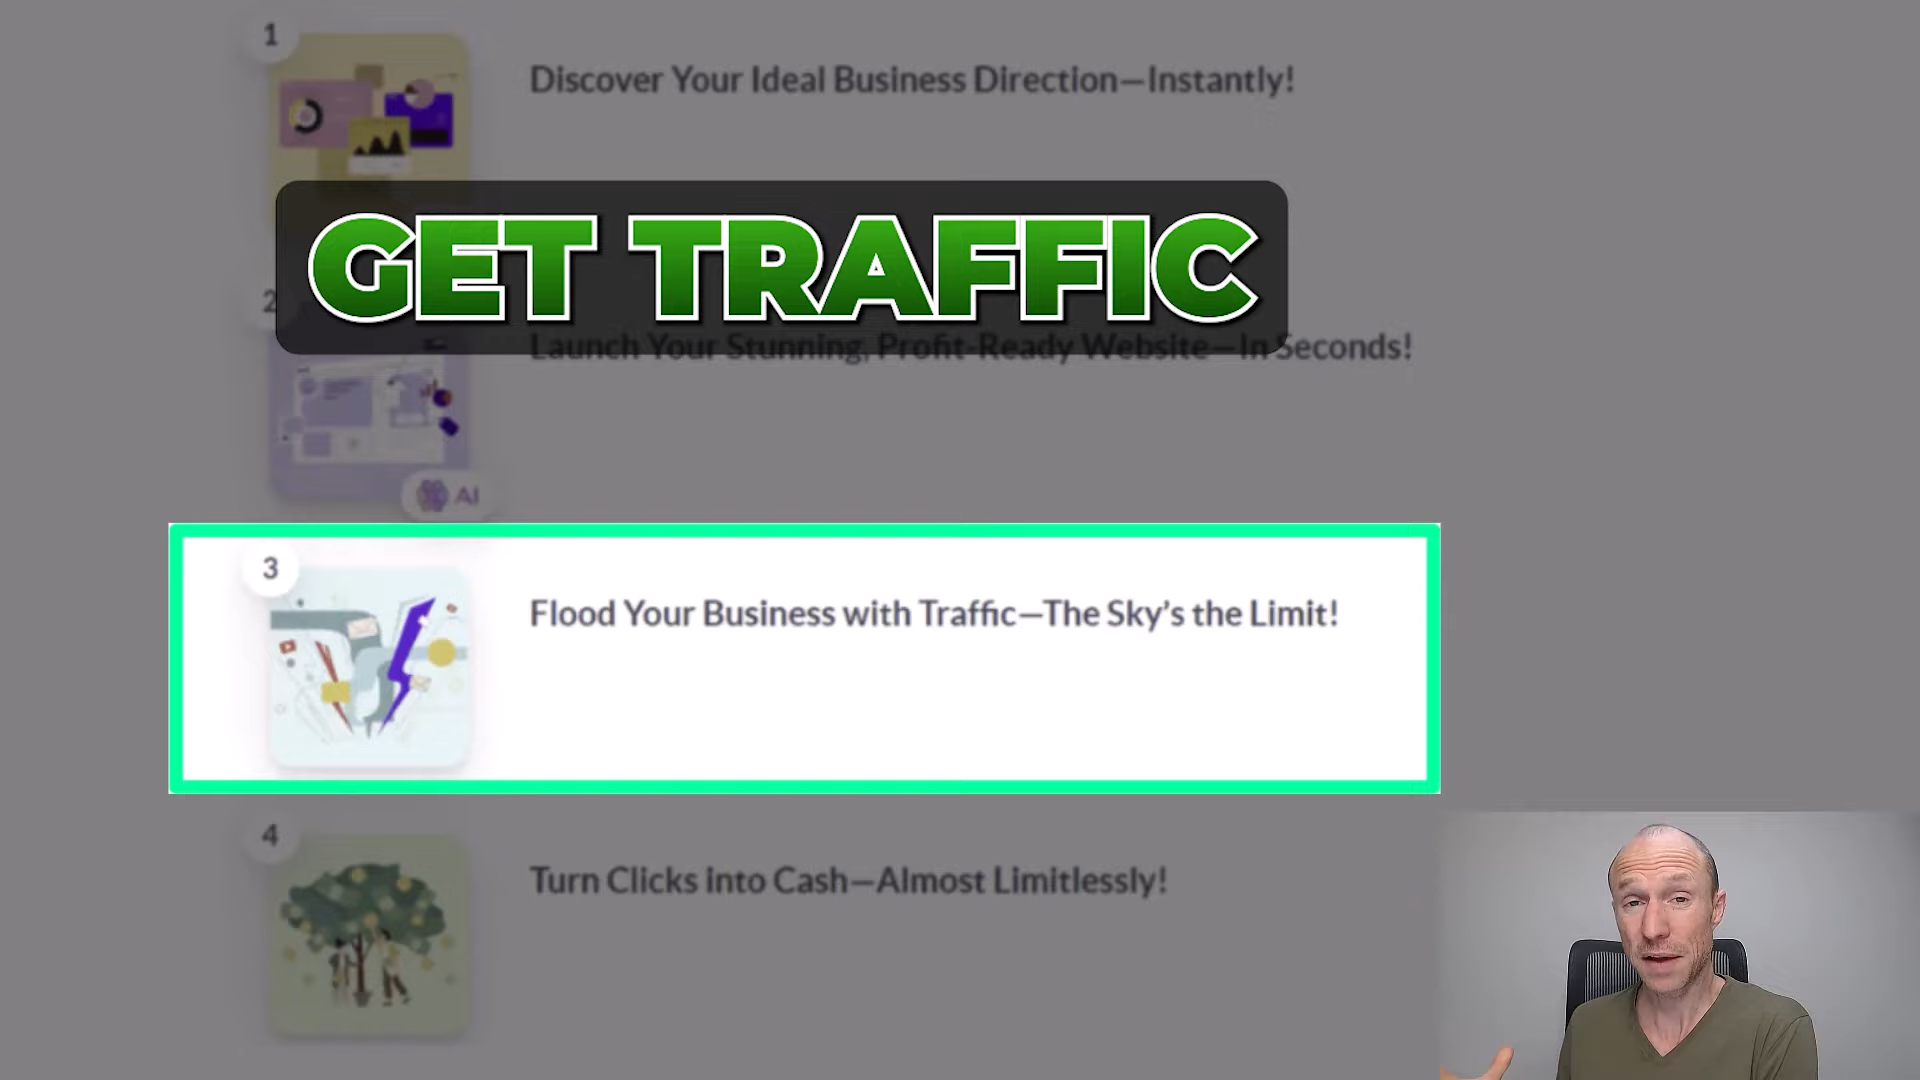 1
Discover Your Ideal Business Direction—Instantly!
GET TRAFFIC
2
Launch Your Stunning, Profit-Ready Website—In Seconds!
AI
3
Flood Your Business with Traffic—The Sky’s the Limit!
4
Turn Clicks into Cash—Almost Limitlessly!